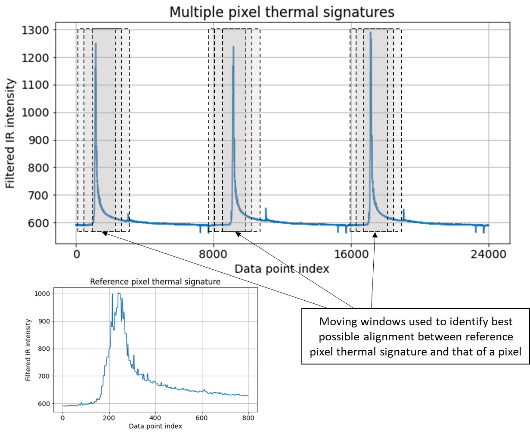 Multiple pixel thermal signatures
Filtered IR intensity
1300
1200
1100
1000
900
800
700
600
0
8000
16000
24000
Data point index
Reference pixel thermal signature
Filtered IR intensity
1000
900
800
700
600
0
200
400
600
800
Data point index
Moving windows used to identify best
possible alignment between reference
pixel thermal signature and that of a pixel